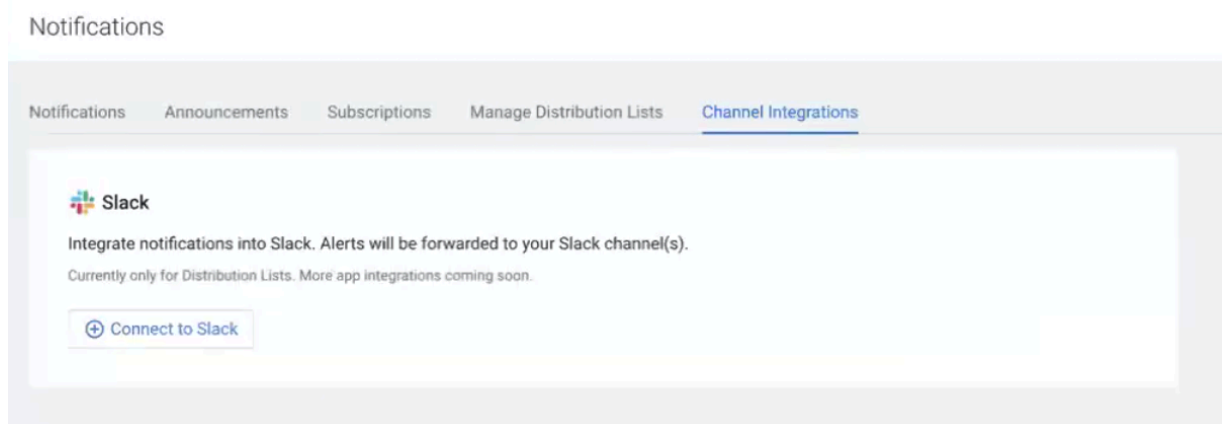 Notifications
Notifications Announcements Subscriptions Manage Distribution Lists Channel Integrations
Slack
Integrate notifications into Slack. Alerts will be forwarded to your Slack channel(s).
Currently only for Distribution Lists. More app integrations coming soon.
Connect to Slack